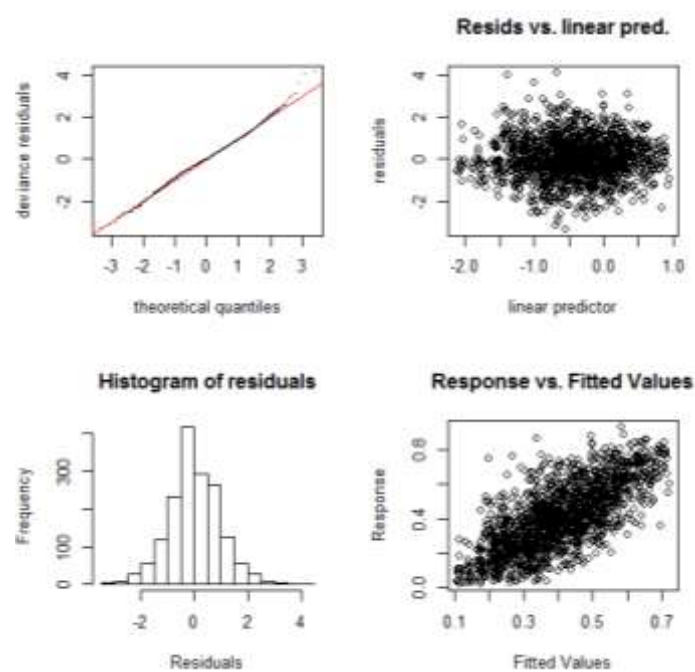 deviance residuals
4
2
0
-2
-3 -2 -1 0 1 2 3
theoretical quantiles
Resids vs. linear pred.
residuals
4
2
0
-2
-2.0 -1.0 0.0 1.0
linear predictor
Histogram of residuals
Frequency
300
100
0
-2 0 2 4
Residuals
Response vs. Fitted Values
Response
0.8
0.4
0.0
0.1 0.3 0.5 0.7
Fitted Values